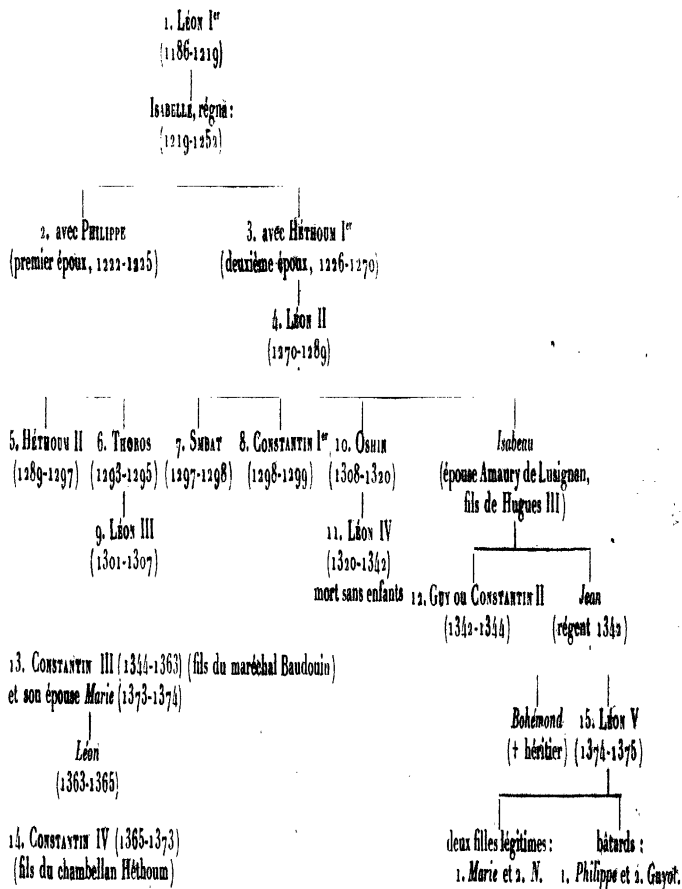 1. Léon Ier
(1186-1219)
Isabelle, régna :
(1219-1252)
2. avec Philippe
(premier époux, 1222-1225)
3. avec Héthoum Ier
(deuxième époux, 1226-1270)
4. Léon II
(1270-1289)
5. Héthoum II
(1289-1297)
6. Thoros
(1293-1295)
7. Smbat
(1297-1298)
8. Constantin Ier
(1298-1299)
10. Oshin
(1308-1320)
Isabeau
(épouse Amaury de Lusignan,
fils de Hugues III)
9. Léon III
(1301-1307)
11. Léon IV
(1320-1342)
mort sans enfants
12. Guy ou Constantin II
(1342-1344)
Jean
(régent 1342)
13. Constantin III (1344-1363) (fils du maréchal Baudouin)
et son épouse Marie (1373-1374)
Léon
(1363-1365)
Bohémond
(† héritier)
15. Léon V
(1374-1375)
14. Constantin IV (1365-1373)
(fils du chambellan Héthoum)
deux filles légitimes :
1. Marie et 2. N.
bâtards :
1. Philippe et 2. Guyot.